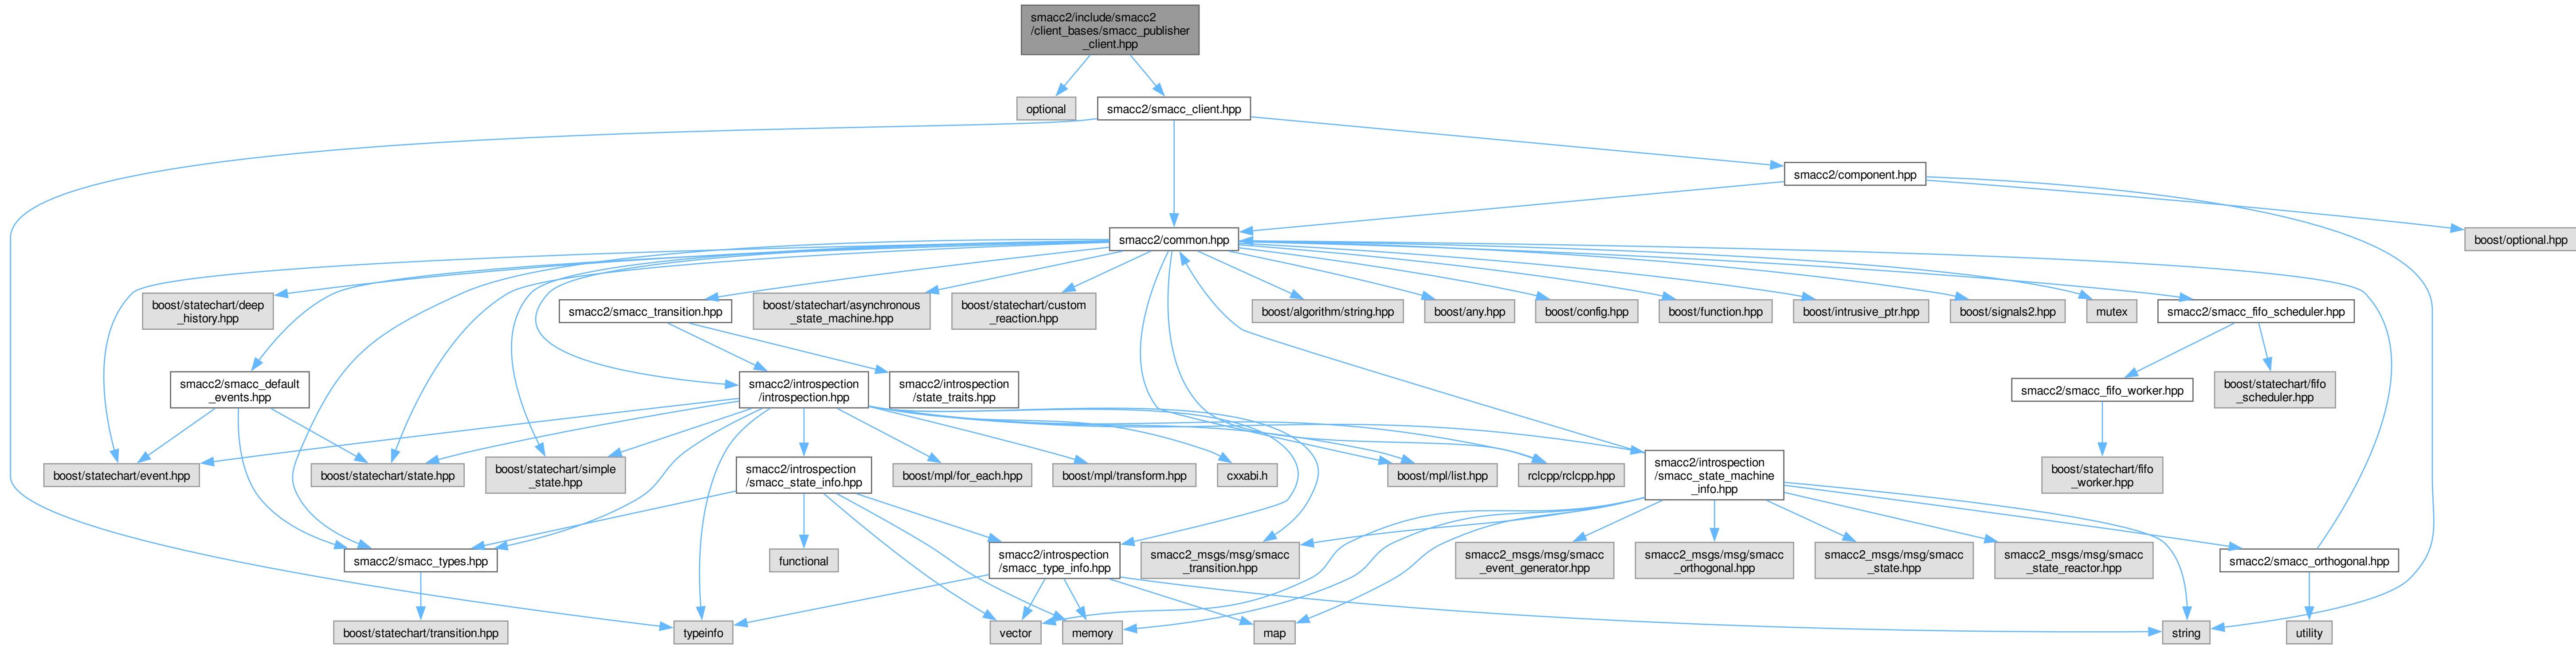 smacc2/include/smacc2
/client_bases/smacc_publisher
_client.hpp
optional
smacc2/smacc_client.hpp
smacc2/component.hpp
smacc2/common.hpp
boost/optional.hpp
boost/statechart/deep
_history.hpp
smacc2/smacc_transition.hpp
boost/statechart/asynchronous
_state_machine.hpp
boost/statechart/custom
_reaction.hpp
boost/algorithm/string.hpp
boost/any.hpp
boost/config.hpp
boost/function.hpp
boost/intrusive_ptr.hpp
boost/signals2.hpp
mutex
smacc2/smacc_fifo_scheduler.hpp
smacc2/smacc_default
_events.hpp
smacc2/introspection
/introspection.hpp
smacc2/introspection
/state_traits.hpp
smacc2/smacc_fifo_worker.hpp
boost/statechart/fifo
_scheduler.hpp
boost/statechart/event.hpp
boost/statechart/state.hpp
boost/statechart/simple
_state.hpp
smacc2/introspection
/smacc_state_info.hpp
boost/mpl/for_each.hpp
boost/mpl/transform.hpp
cxxabi.h
boost/mpl/list.hpp
rclcpp/rclcpp.hpp
smacc2/introspection
/smacc_state_machine
_info.hpp
boost/statechart/fifo
_worker.hpp
smacc2/smacc_types.hpp
functional
smacc2/introspection
/smacc_type_info.hpp
smacc2_msgs/msg/smacc
_transition.hpp
smacc2_msgs/msg/smacc
_event_generator.hpp
smacc2_msgs/msg/smacc
_orthogonal.hpp
smacc2_msgs/msg/smacc
_state.hpp
smacc2_msgs/msg/smacc
_state_reactor.hpp
smacc2/smacc_orthogonal.hpp
boost/statechart/transition.hpp
typeinfo
vector
memory
map
string
utility